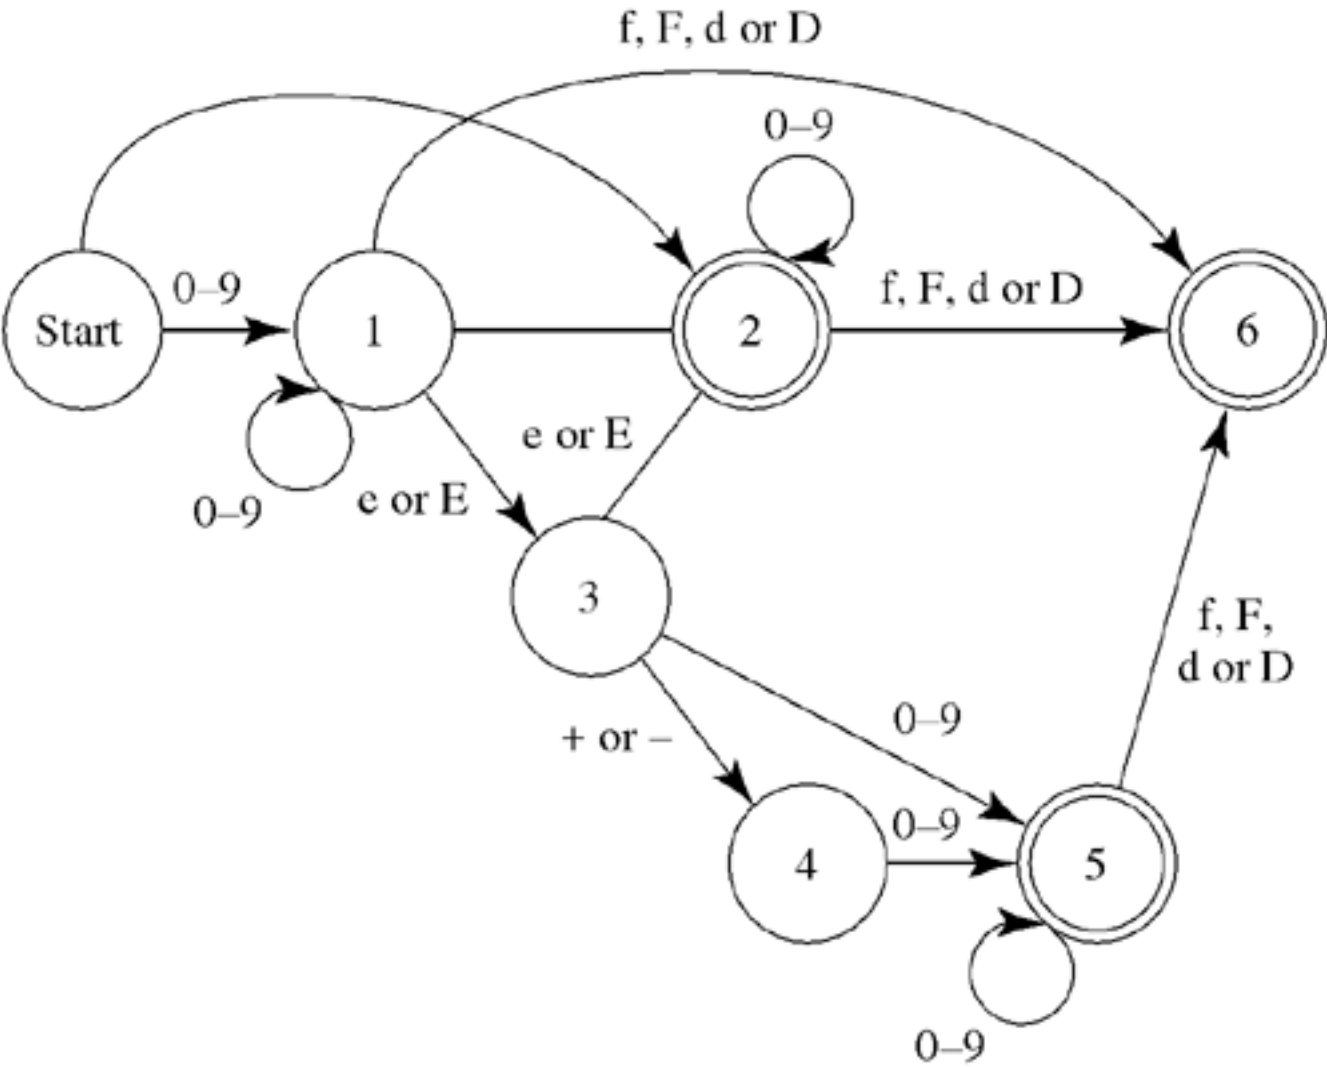 f, F, d or D
0–9
0–9
f, F, d or D
Start
1
2
6
e or E
e or E
0–9
3
f, F,
d or D
0–9
+ or –
0–9
4
5
0–9